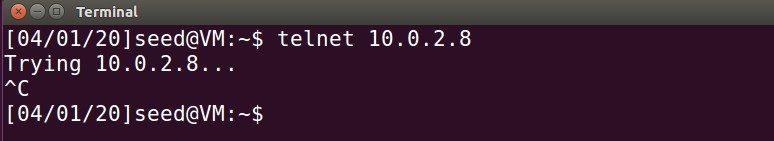 Terminal
[04/01/20]seed@VM:~$ telnet 10.0.2.8
Trying 10.0.2.8...
^C
[04/01/20]seed@VM:~$